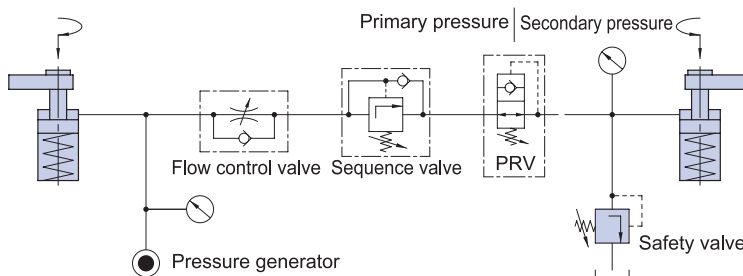 Primary pressure
Secondary pressure
Flow control valve
Sequence valve
PRV
Safety valve
Pressure generator